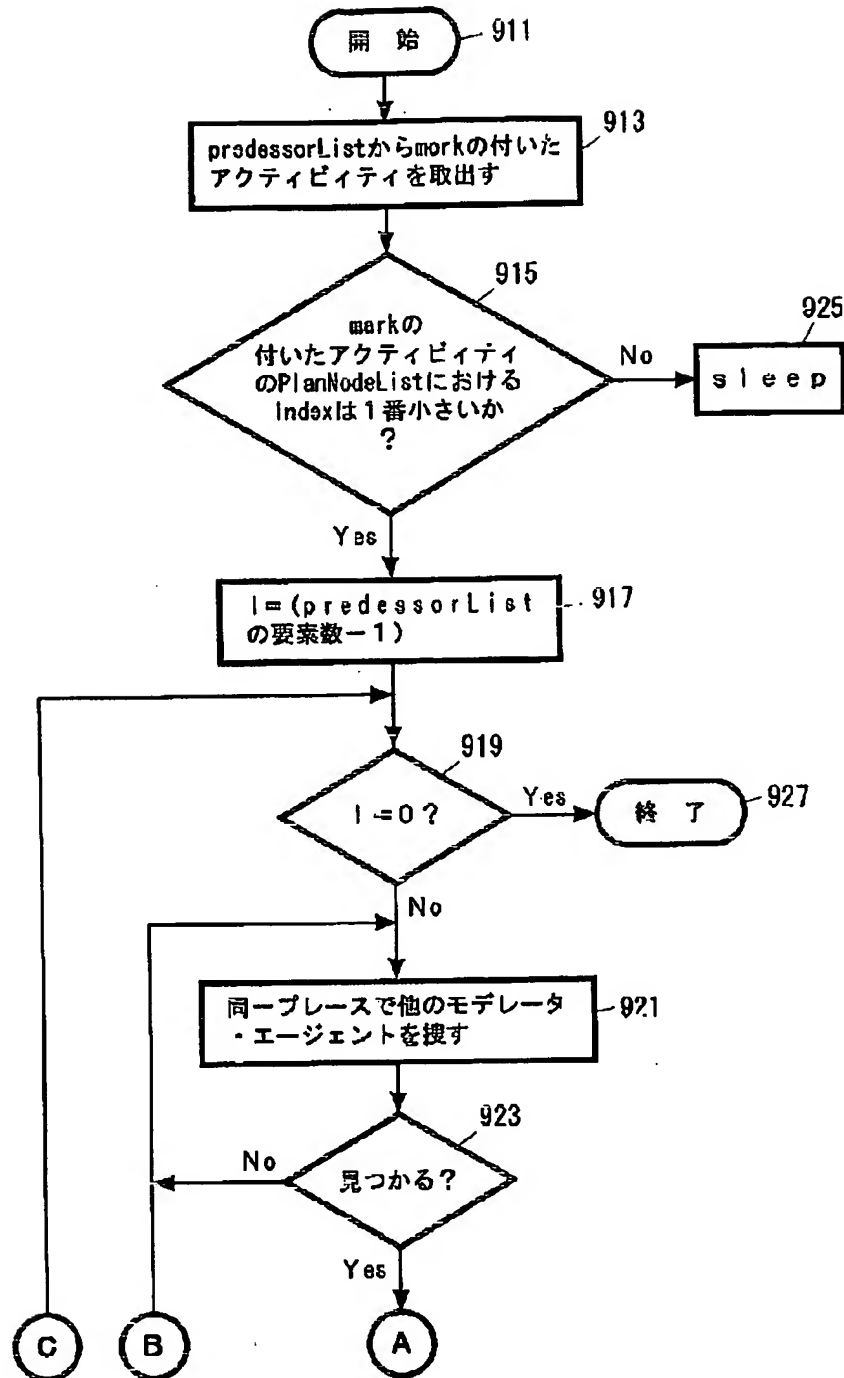 開始
911
predessorListからmarkの付いた
アクティビィティを取出す
913
915
markの
付いたアクティビィティ
のPlanNodeListにおける
indexは1番小さいか
?
No
925
sleep
Yes
I=(predessorList
の要素数-1)
917
919
I=0?
Yes
終了
927
No
同一プレースで他のモデレータ
・エージェントを捜す
921
923
見つかる?
No
Yes
C
B
A